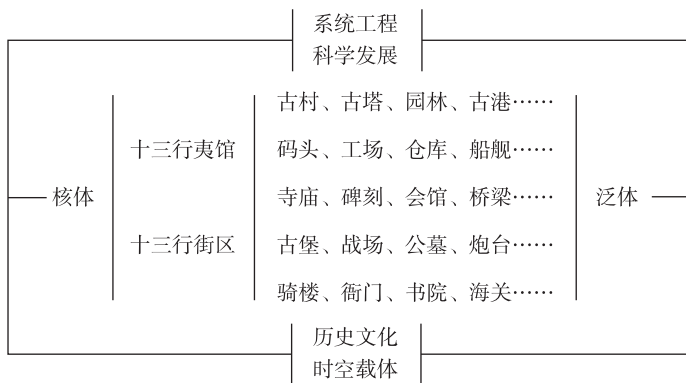 系统工程
科学发展
古村、古塔、园林、古港……
十三行夷馆
码头、工场、仓库、船舰……
核体
寺庙、碑刻、会馆、桥梁……
泛体
十三行街区
古堡、战场、公墓、炮台……
骑楼、衙门、书院、海关……
历史文化
时空载体